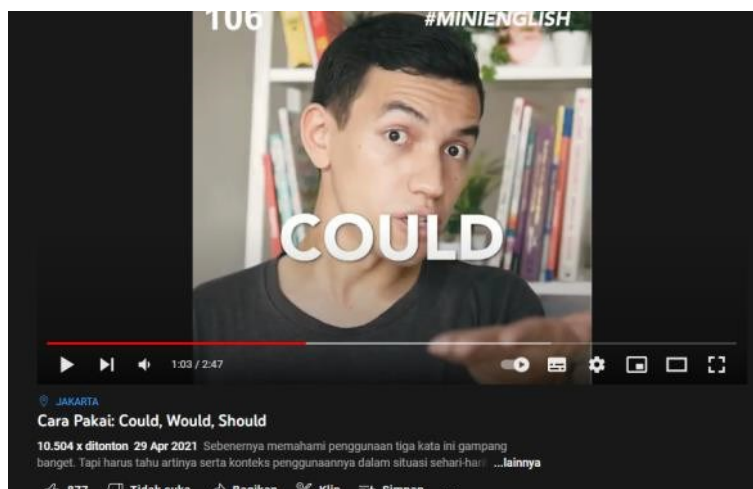 106
#MINIENGLISH
COULD
1:03 / 2:47
JAKARTA
Cara Pakai: Could, Would, Should
10.504 x ditonton 29 Apr 2021 Sebenernya memahami penggunaan tiga kata ini gampang
banget. Tapi harus tahu artinya serta konteks penggunaannya dalam situasi sehari-hari ...lainnya
877 Tidak suka Bagikan Klip Simpan